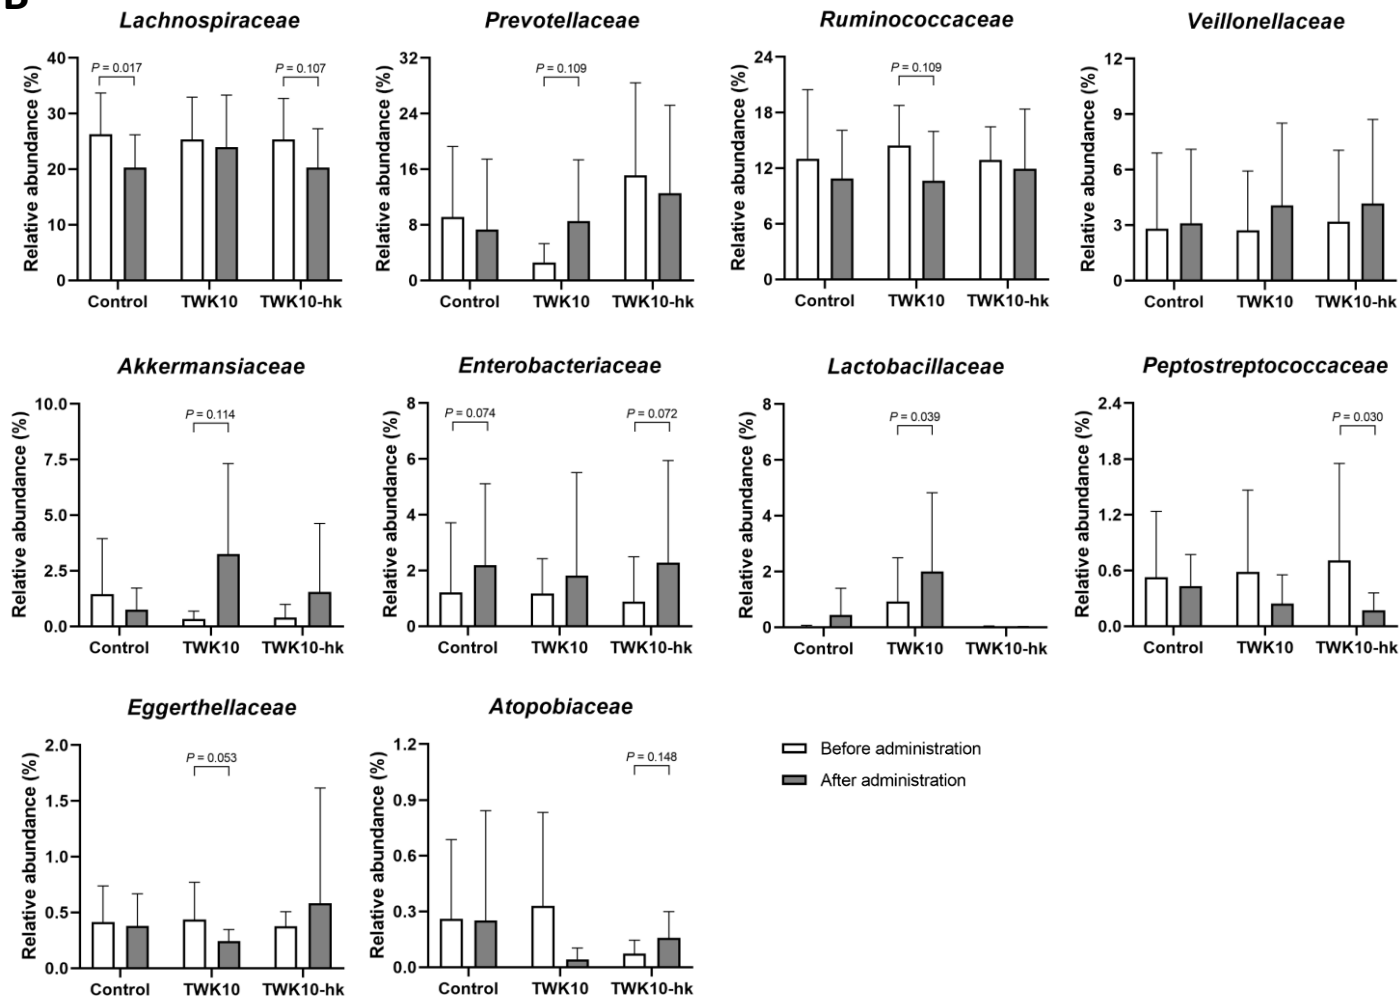 B
Lachnospiraceae
Relative abundance (%)
40
30
20
10
0
P = 0.017
P = 0.107
Control TWK10 TWK10-hk
Prevotellaceae
Relative abundance (%)
32
24
16
8
0
P = 0.109
Control TWK10 TWK10-hk
Ruminococcaceae
Relative abundance (%)
24
18
12
6
0
P = 0.109
Control TWK10 TWK10-hk
Veillonellaceae
Relative abundance (%)
12
9
6
3
0
Control TWK10 TWK10-hk
Akkermansiaceae
Relative abundance (%)
10.0
7.5
5.0
2.5
0.0
P = 0.114
Control TWK10 TWK10-hk
Enterobacteriaceae
Relative abundance (%)
8
6
4
2
0
P = 0.074
P = 0.072
Control TWK10 TWK10-hk
Lactobacillaceae
Relative abundance (%)
8
6
4
2
0
P = 0.039
Control TWK10 TWK10-hk
Peptostreptococcaceae
Relative abundance (%)
2.4
1.8
1.2
0.6
0.0
P = 0.030
Control TWK10 TWK10-hk
Eggerthellaceae
Relative abundance (%)
2.0
1.5
1.0
0.5
0.0
P = 0.053
Control TWK10 TWK10-hk
Atopobiaceae
Relative abundance (%)
1.2
0.9
0.6
0.3
0.0
P = 0.148
Control TWK10 TWK10-hk
Before administration
After administration